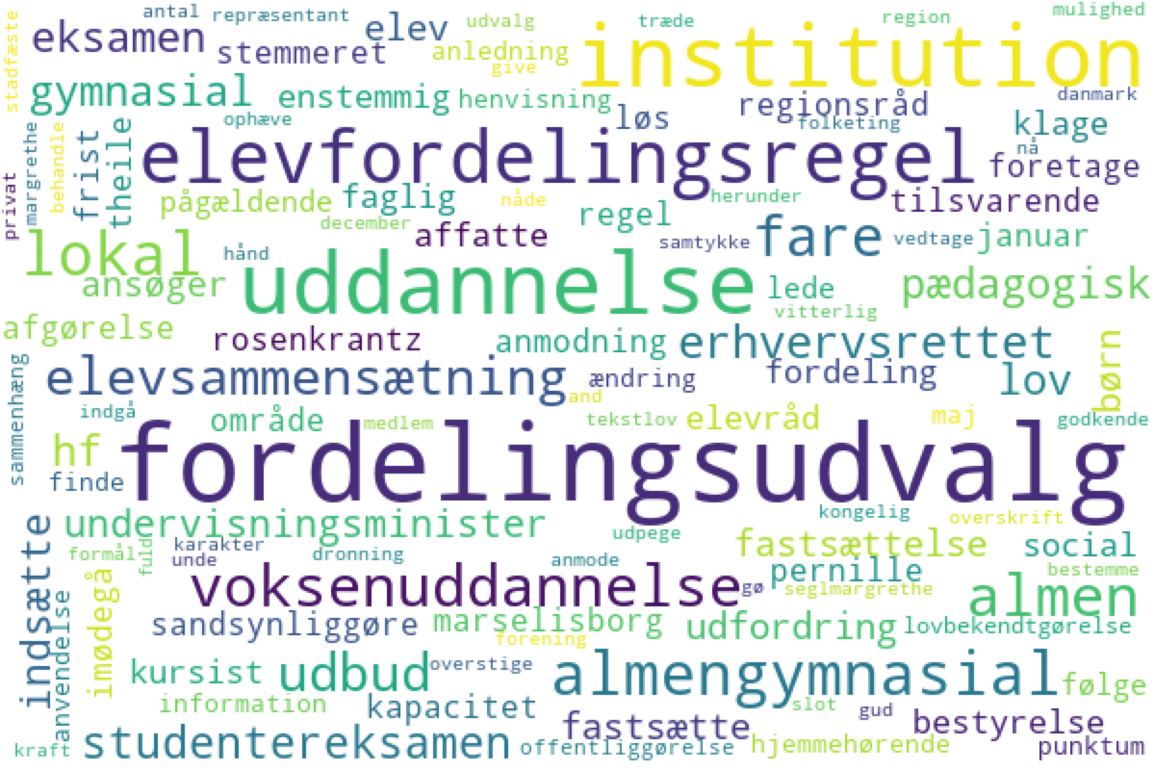 antal repræsentant elev udvalg træde region mulighed
stadfæste eksamen stemmeret anledning institution
give
gymnasial enstemmig henvisning løs regionsråd danmark
ophæve folketing klage
margrethe behandle frist theile elevfordelingsregel nå foretage
privat pågældende faglig nåde regel herunder tilsvarende
december affatte samtykke fare vedtage januar
lokal hånd uddannelse
ansøger lede pædagogisk
vitterlig
afgørelse rosenkrantz anmodning erhvervsrettet
sammenhæng elevsammensætning ændring fordeling lov børn
and
indgå område medlem tekstlov elevråd maj godkende
hf fordelingsudvalg
finde
undervisningsminister kongelig overskrift
udpege
formål fuld karakter dronning anmode fastsættelse social
unde
indsætte anvendelse imødegå voksenuddannelse gø pernille bestemme
seglmargrethe almen
sandsynliggøre marselisborg udfordring lovbekendtgørelse
forening
kursist udbud overstige almengymnasial følge
information kapacitet slot gud
fastsætte bestyrelse
kraft studentereksamen offentliggørelse hjemmehørende punktum